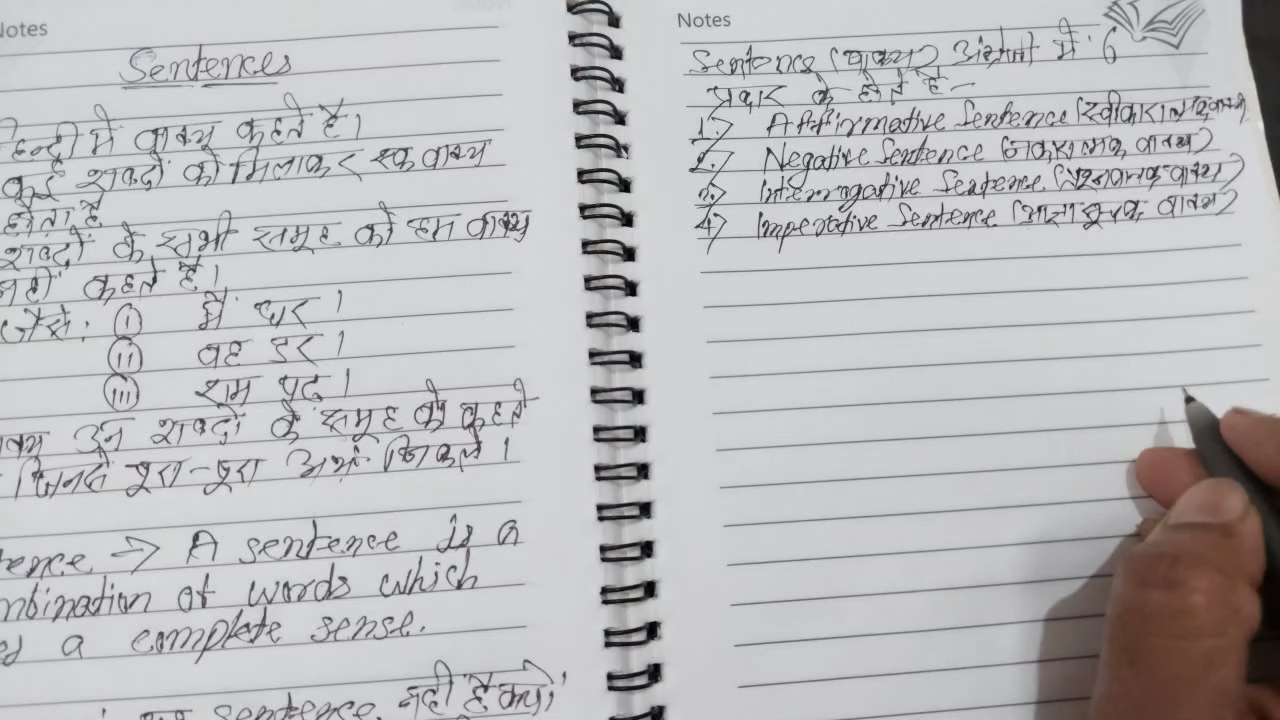 Notes
Sentences
हिन्दी में वाक्य कहते है।
कई शब्दों को मिलाकर एक वाक्य
होता है
शब्दों के सभी समूह को हम वाक्य
नहीं कहते हैं।
जैसे: (i) मैं घर।
(ii) वह डर।
(iii) राम पढ़।
उन शब्दों के समूह को कहते
जिनसे पूरा-पूरा अर्थ निकले।
tence → A sentence is a
mbination of words which
a complete sense.
sentence नहीं है क्यों
Notes
Sentence (वाक्य) अंग्रेजी में 6
प्रकार के होते है-
1.> Affirmative Sentence (स्वीकारात्मक वाक्य)
2.> Negative Sentence (नकारात्मक वाक्य)
3.> Interrogative Sentence (प्रश्नवाचक वाक्य)
4.> Imperative Sentence (आज्ञासूचक वाक्य)